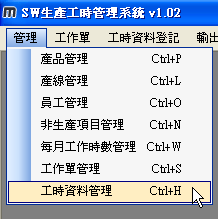 SW生產工時管理系統 v1.02
管理 工作單 工時資料登記 輸出
產品管理 Ctrl+P
產線管理 Ctrl+L
員工管理 Ctrl+O
非生產項目管理 Ctrl+N
每月工作時數管理 Ctrl+W
工作單管理 Ctrl+S
工時資料管理 Ctrl+H